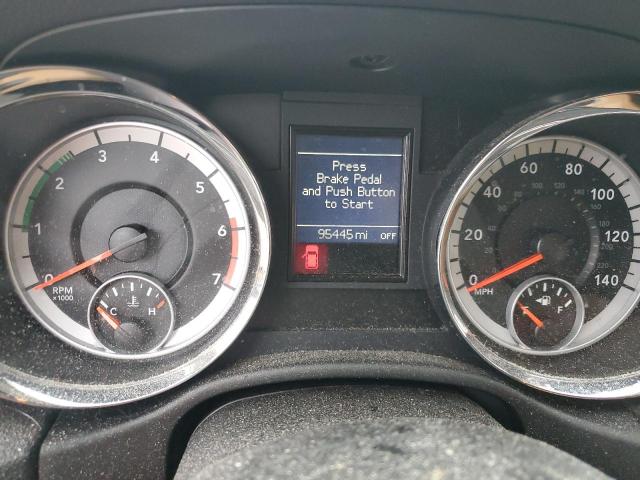 Press
Brake Pedal
and Push Button
to Start
95445 mi OFF
0 1 2 3 4 5 6 7
RPM
x1000
C H
0 20 40 60 80 100 120 140
MPH
F